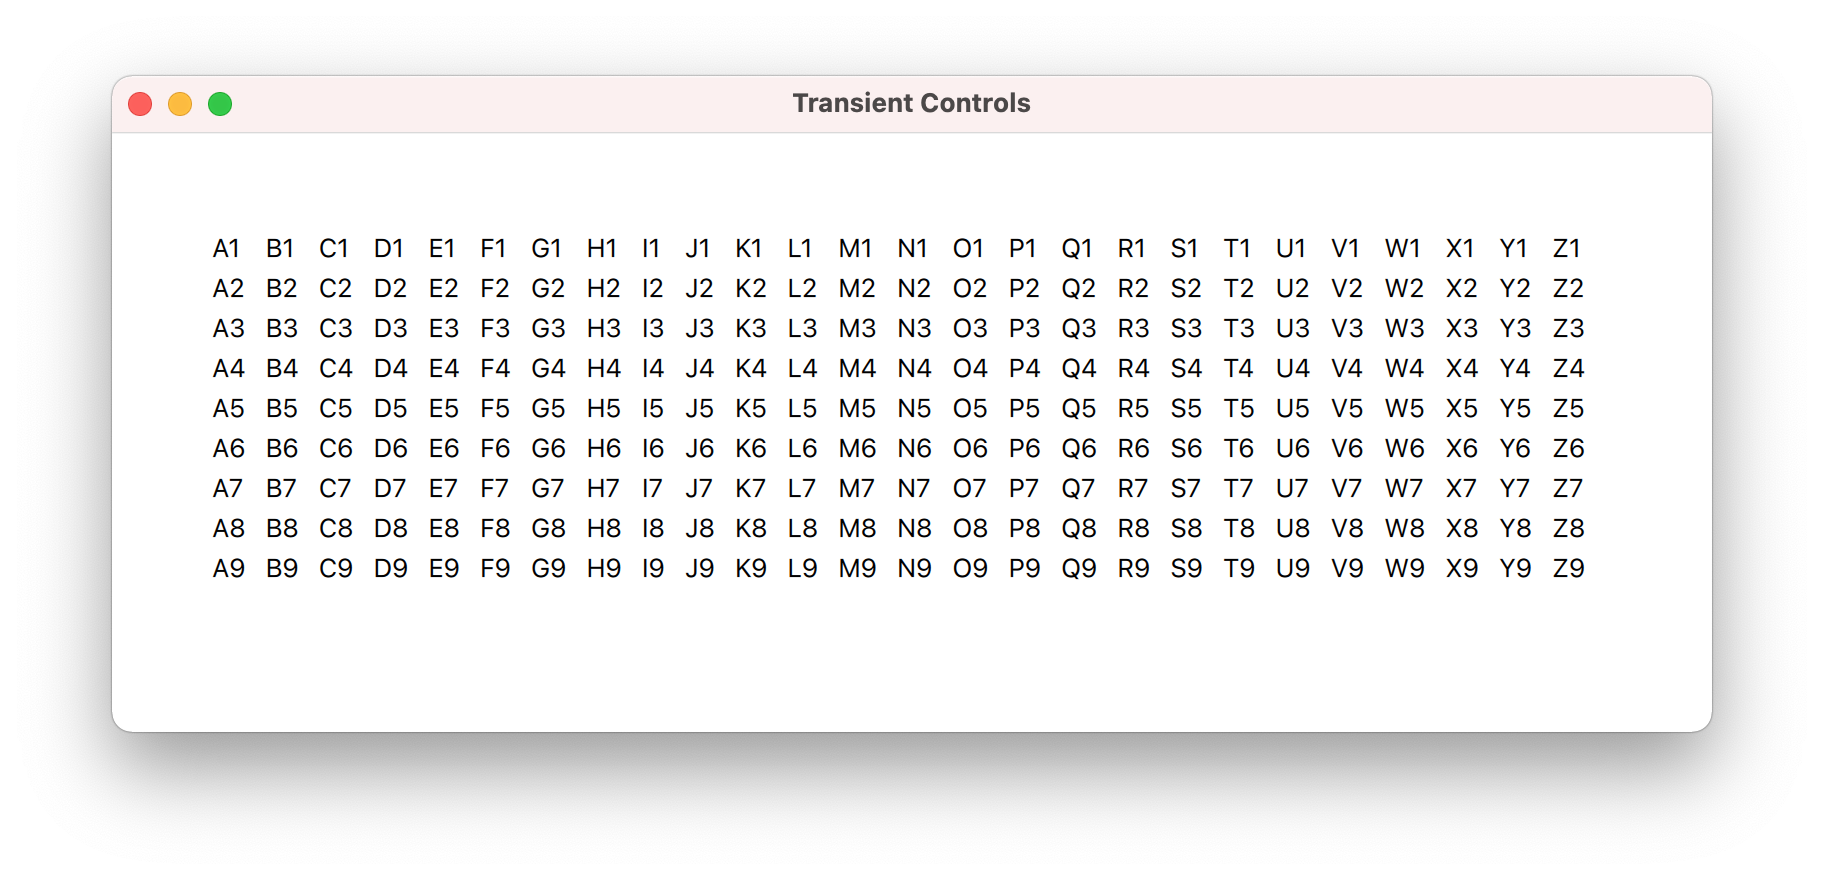 Transient Controls
A1 B1 C1 D1 E1 F1 G1 H1 I1 J1 K1 L1 M1 N1 O1 P1 Q1 R1 S1 T1 U1 V1 W1 X1 Y1 Z1
A2 B2 C2 D2 E2 F2 G2 H2 I2 J2 K2 L2 M2 N2 O2 P2 Q2 R2 S2 T2 U2 V2 W2 X2 Y2 Z2
A3 B3 C3 D3 E3 F3 G3 H3 I3 J3 K3 L3 M3 N3 O3 P3 Q3 R3 S3 T3 U3 V3 W3 X3 Y3 Z3
A4 B4 C4 D4 E4 F4 G4 H4 I4 J4 K4 L4 M4 N4 O4 P4 Q4 R4 S4 T4 U4 V4 W4 X4 Y4 Z4
A5 B5 C5 D5 E5 F5 G5 H5 I5 J5 K5 L5 M5 N5 O5 P5 Q5 R5 S5 T5 U5 V5 W5 X5 Y5 Z5
A6 B6 C6 D6 E6 F6 G6 H6 I6 J6 K6 L6 M6 N6 O6 P6 Q6 R6 S6 T6 U6 V6 W6 X6 Y6 Z6
A7 B7 C7 D7 E7 F7 G7 H7 I7 J7 K7 L7 M7 N7 O7 P7 Q7 R7 S7 T7 U7 V7 W7 X7 Y7 Z7
A8 B8 C8 D8 E8 F8 G8 H8 I8 J8 K8 L8 M8 N8 O8 P8 Q8 R8 S8 T8 U8 V8 W8 X8 Y8 Z8
A9 B9 C9 D9 E9 F9 G9 H9 I9 J9 K9 L9 M9 N9 O9 P9 Q9 R9 S9 T9 U9 V9 W9 X9 Y9 Z9